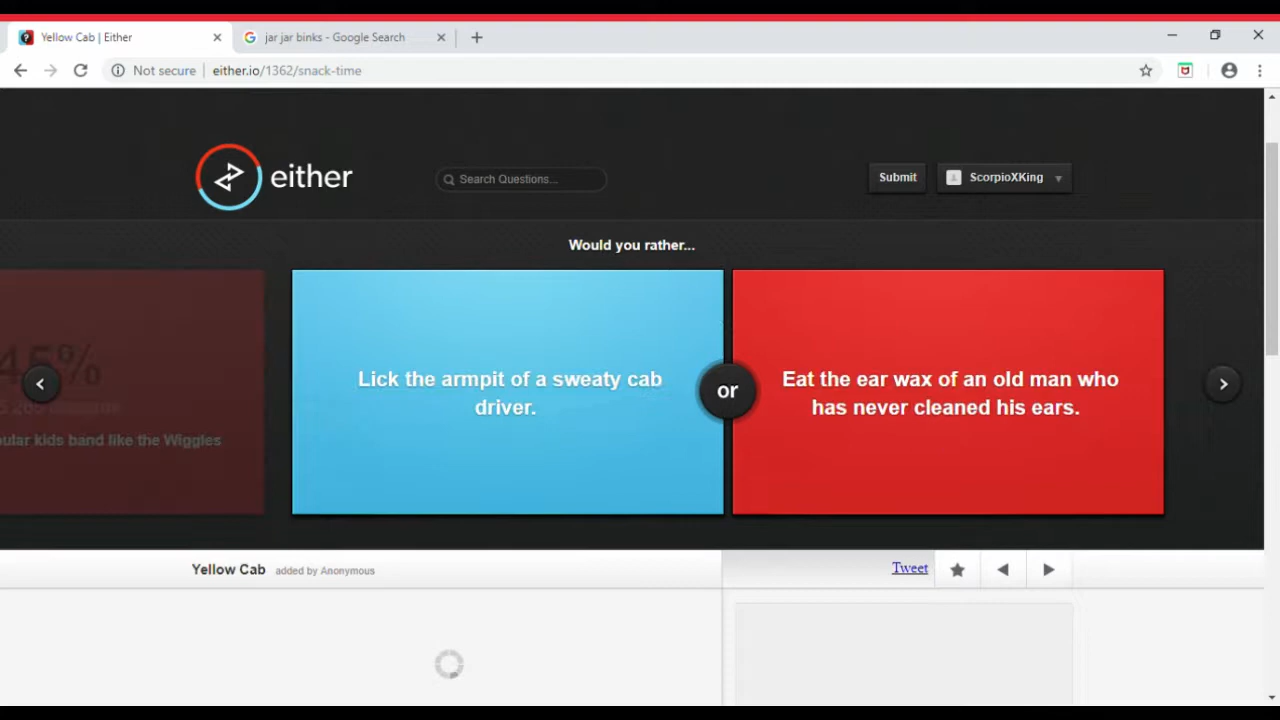 Yellow Cab | Either
jar jar binks - Google Search
Not secure
either.io/1362/snack-time
either
Search Questions...
Submit
ScorpioXKing
Would you rather...
45%
ular kids band like the Wiggles
Lick the armpit of a sweaty cab
driver.
or
Eat the ear wax of an old man who
has never cleaned his ears.
Yellow Cab added by Anonymous
Tweet